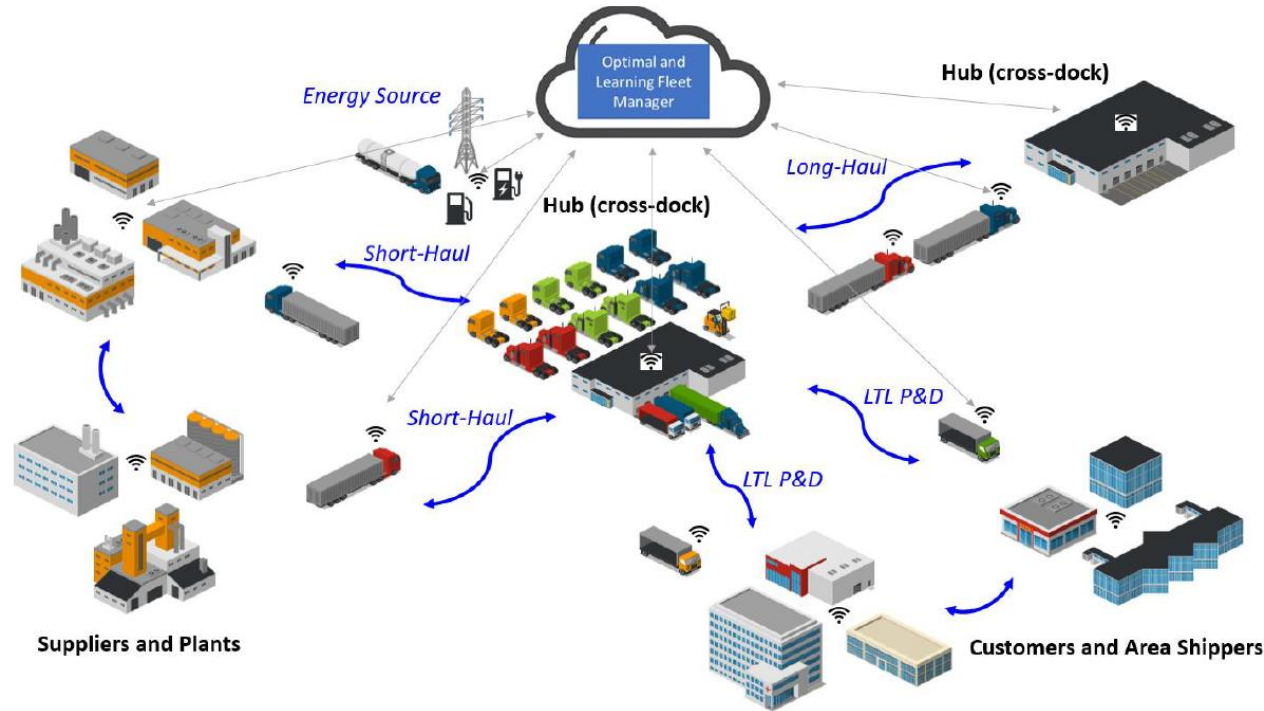 Optimal and
Learning Fleet
Manager
Hub (cross-dock)
Energy Source
Long-Haul
Hub (cross-dock)
Short-Haul
Short-Haul
LTL P&D
LTL P&D
Suppliers and Plants
Customers and Area Shippers